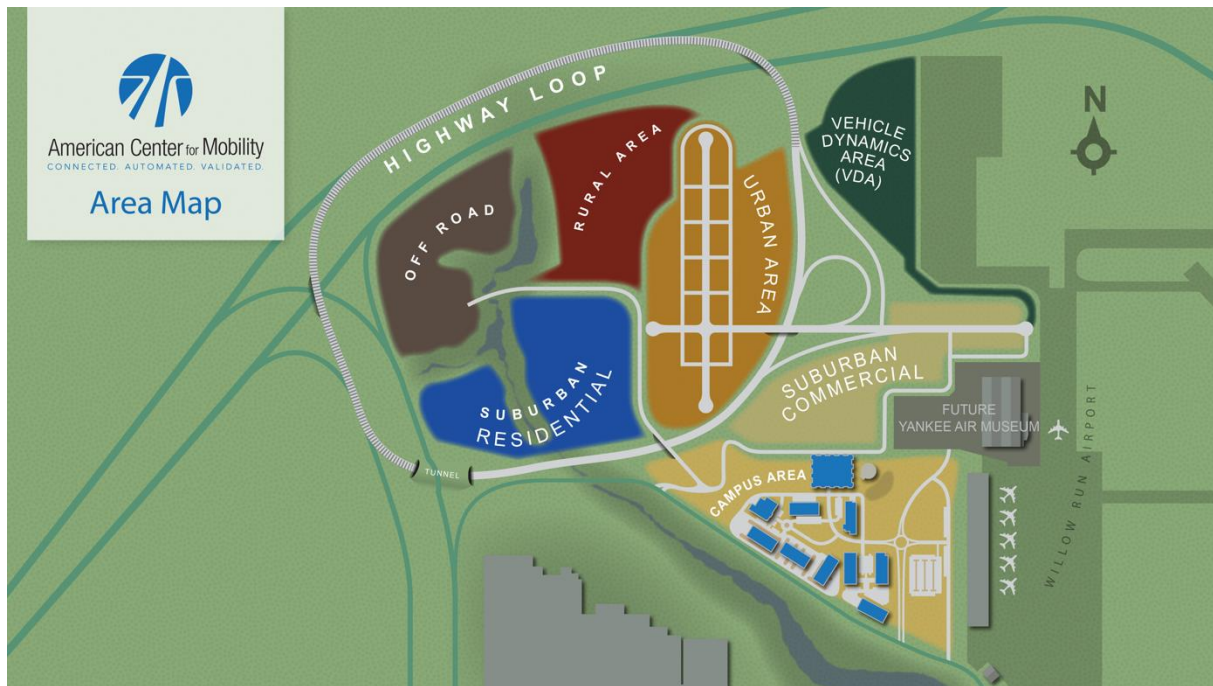 American Center for Mobility
CONNECTED. AUTOMATED. VALIDATED.
Area Map
HIGHWAY LOOP
N
VEHICLE
DYNAMICS
AREA
(VDA)
RURAL AREA
OFF ROAD
URBAN AREA
SUBURBAN
RESIDENTIAL
SUBURBAN
COMMERCIAL
FUTURE
YANKEE AIR MUSEUM
TUNNEL
CAMPUS AREA
WILLOW RUN AIRPORT